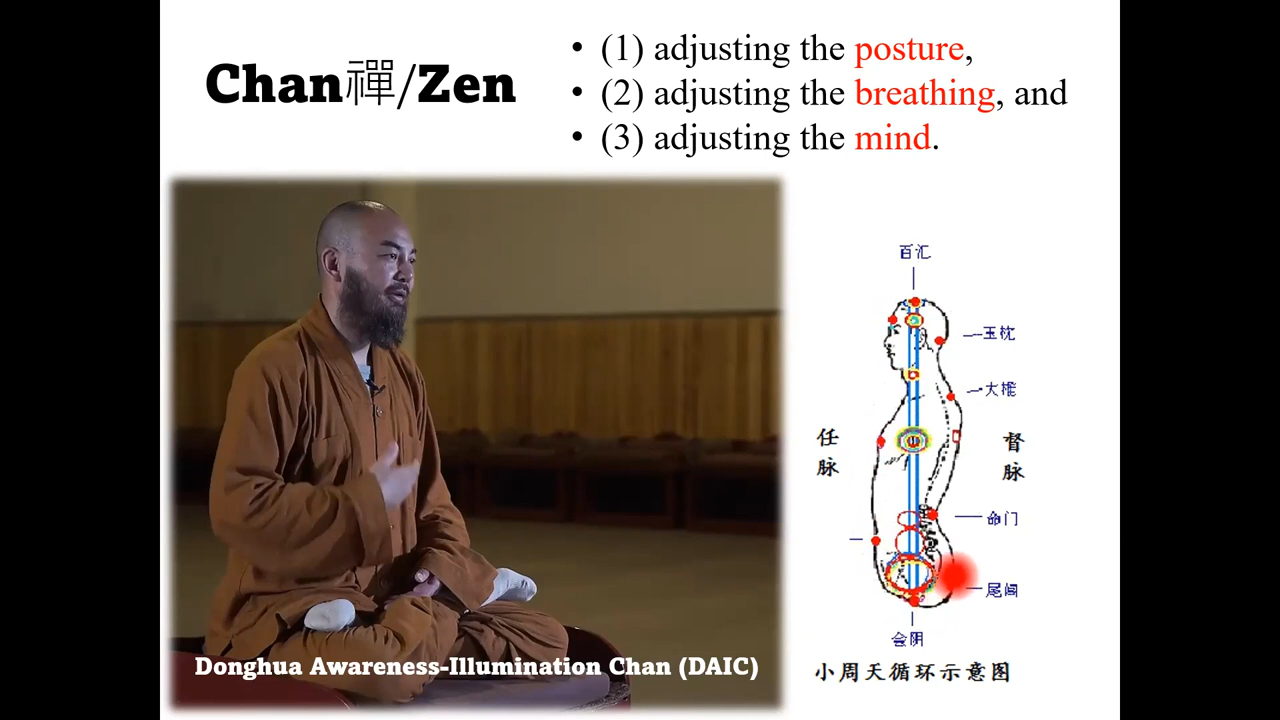 Chan禪/Zen
• (1) adjusting the posture,
• (2) adjusting the breathing, and
• (3) adjusting the mind.
Donghua Awareness-Illumination Chan (DAIC)
百汇
玉枕
大椎
任脉
督脉
命门
尾闾
会阴
小周天循环示意图